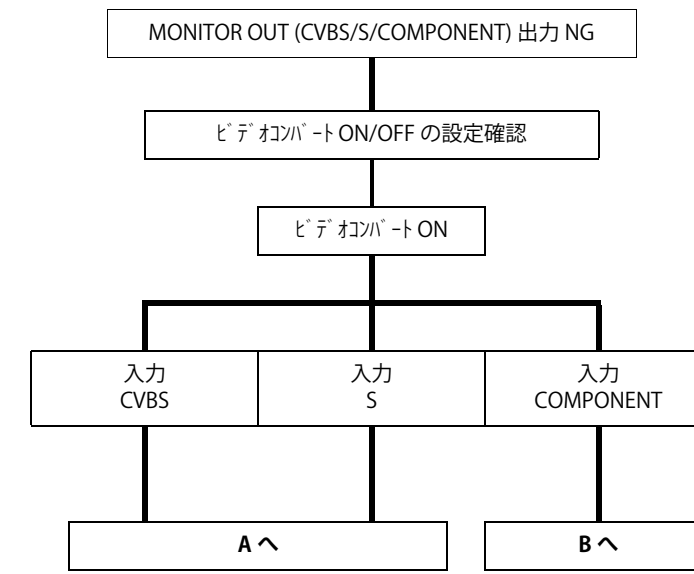 MONITOR OUT (CVBS/S/COMPONENT) 出力 NG
ﾋﾞﾃﾞｵｺﾝﾊﾞｰﾄ ON/OFF の設定確認
ﾋﾞﾃﾞｵｺﾝﾊﾞｰﾄ ON
入力
CVBS
入力
S
入力
COMPONENT
A へ
B へ